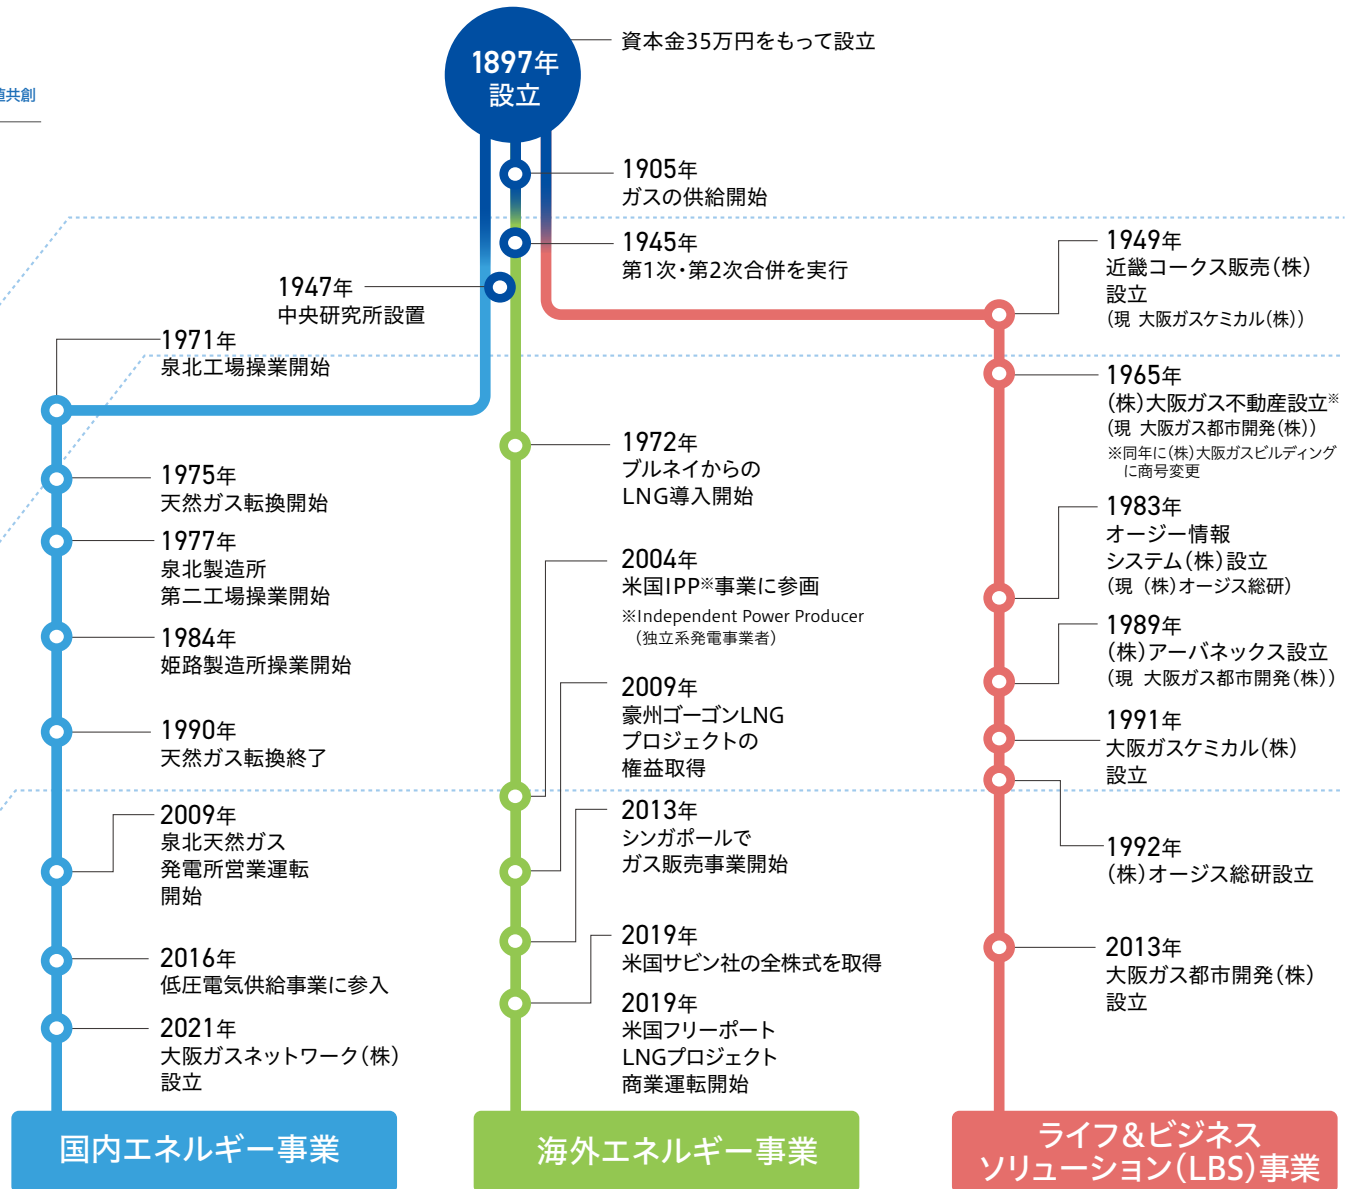 値共創
1897年
設立
資本金35万円をもって設立
1905年
ガスの供給開始
1945年
第1次・第2次合併を実行
1947年
中央研究所設置
1971年
泉北工場操業開始
1975年
天然ガス転換開始
1977年
泉北製造所
第二工場操業開始
1984年
姫路製造所操業開始
1990年
天然ガス転換終了
2009年
泉北天然ガス
発電所営業運転
開始
2016年
低圧電気供給事業に参入
2021年
大阪ガスネットワーク(株)
設立
国内エネルギー事業
1972年
ブルネイからの
LNG導入開始
2004年
米国IPP※事業に参画
※Independent Power Producer
(独立系発電事業者)
2009年
豪州ゴーゴンLNG
プロジェクトの
権益取得
2013年
シンガポールで
ガス販売事業開始
2019年
米国サビン社の全株式を取得
2019年
米国フリーポート
LNGプロジェクト
商業運転開始
海外エネルギー事業
1949年
近畿コークス販売(株)
設立
(現 大阪ガスケミカル(株))
1965年
(株)大阪ガス不動産設立※
(現 大阪ガス都市開発(株))
※同年に(株)大阪ガスビルディング
に商号変更
1983年
オージー情報
システム(株)設立
(現 (株)オージス総研)
1989年
(株)アーバネックス設立
(現 大阪ガス都市開発(株))
1991年
大阪ガスケミカル(株)
設立
1992年
(株)オージス総研設立
2013年
大阪ガス都市開発(株)
設立
ライフ&ビジネス
ソリューション(LBS)事業